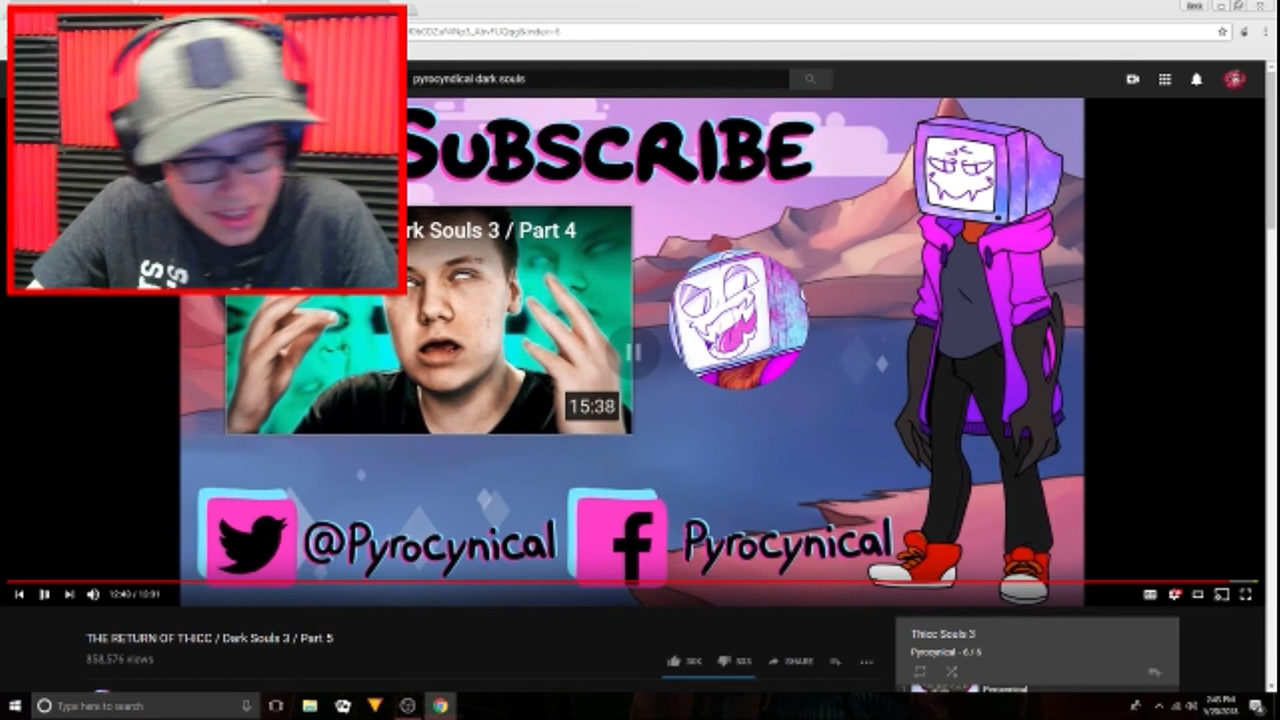 pyrocyndical dark souls
SUBSCRIBE
rk Souls 3 / Part 4
15:38
@Pyrocynical
f
Pyrocynical
THE RETURN OF THICC / Dark Souls 3 / Part 5
858,576 views
SHARE
Thicc Souls 3
Pyrocynical - 6 / 6
Pyrocynical
Type here to search